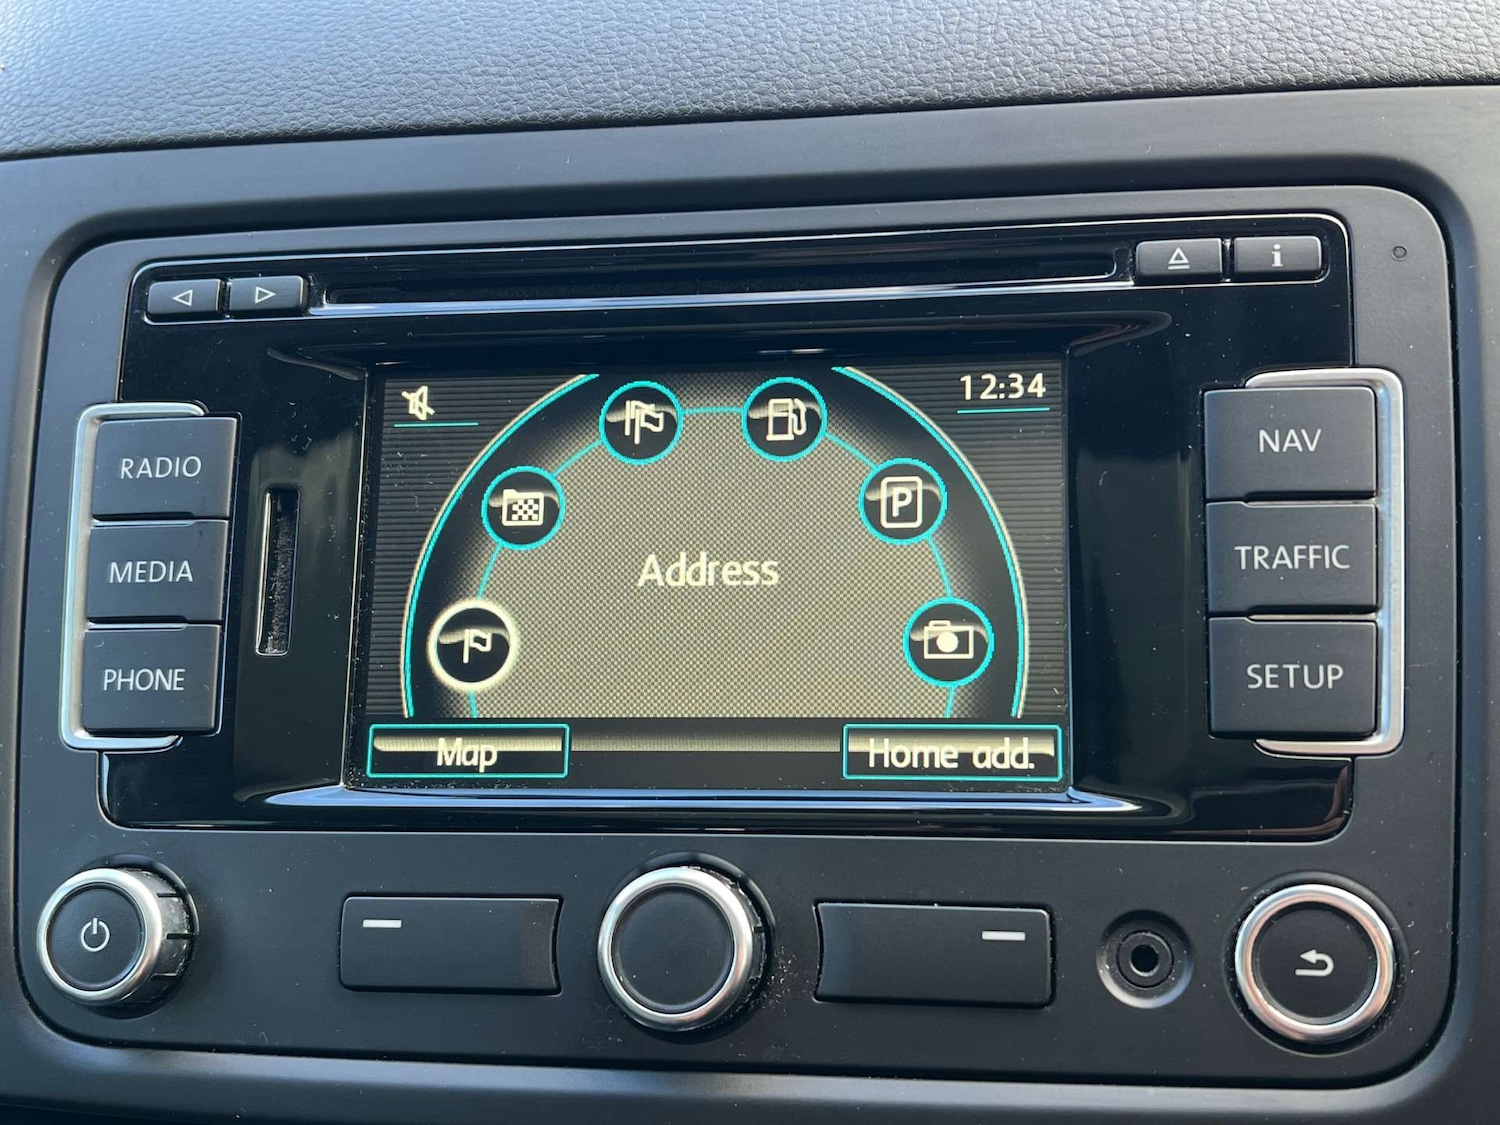 i
12:34
RADIO
NAV
P
MEDIA
Address
TRAFFIC
PHONE
SETUP
Map
Home add.